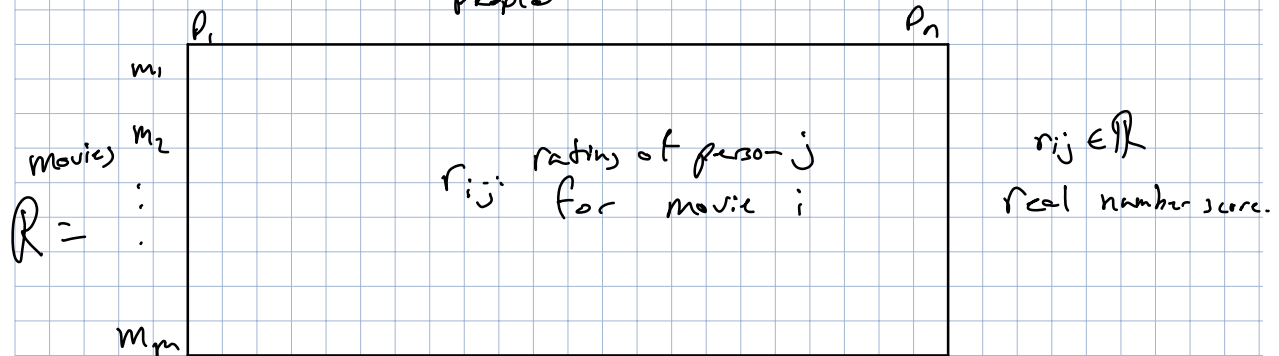 people
P₁ Pₙ
m₁
m₂
movies
⋮
R =
mₘ
rᵢⱼ: rating of person j
for movie i
rᵢⱼ ∈ ℝ
real number score.